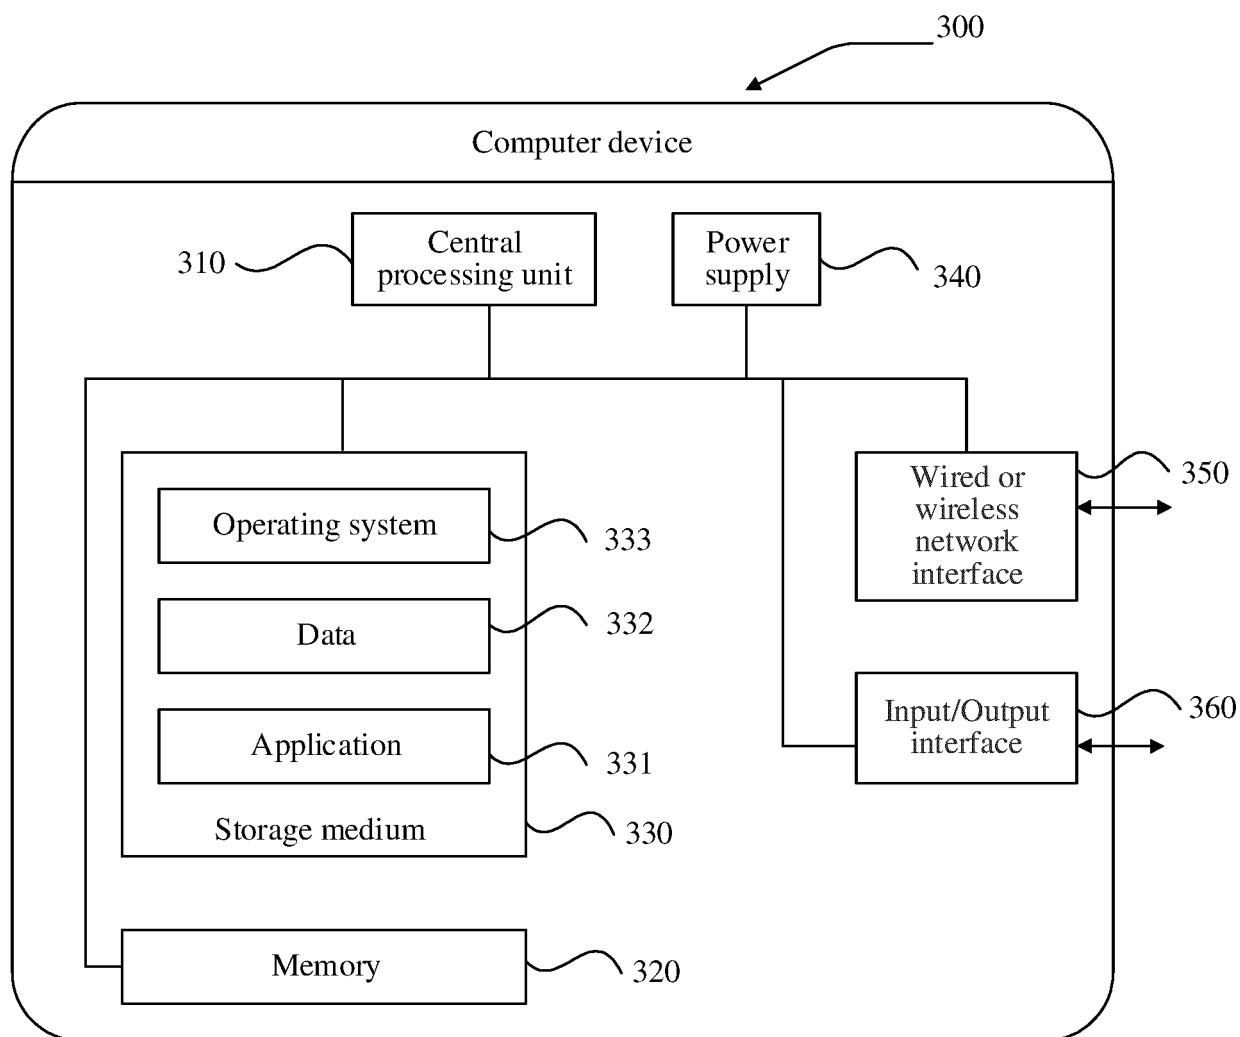 300
Computer device
Central
processing unit
310
Power
supply
340
Operating system
333
Data
332
Application
331
Storage medium
330
Memory
320
Wired or
wireless
network
interface
350
Input/Output
interface
360